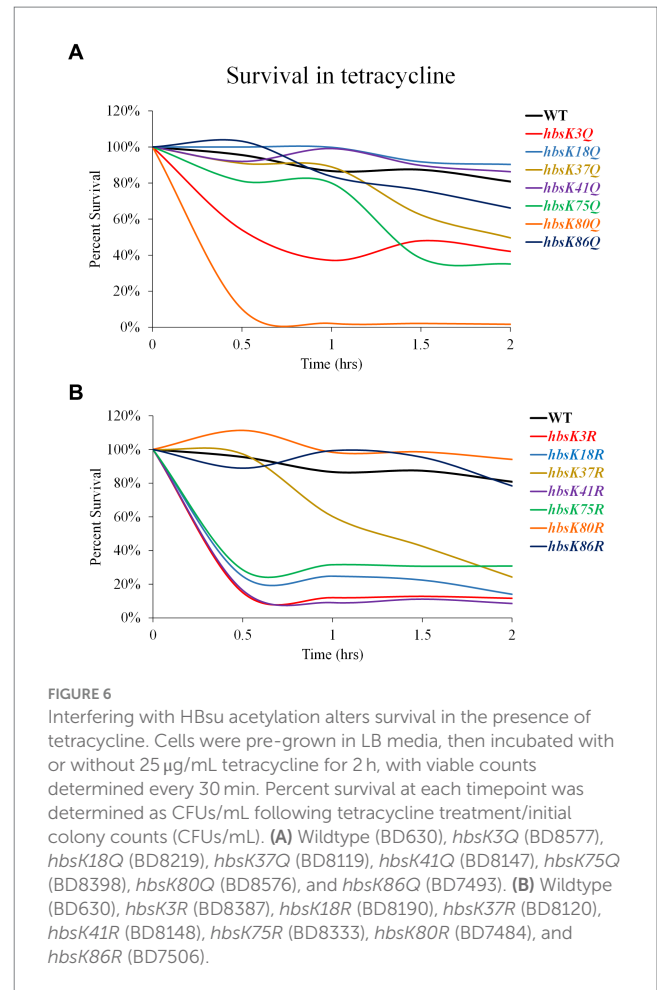 A
Survival in tetracycline
120%
100%
80%
60%
40%
20%
0%
Percent Survival
0 0.5 1 1.5 2
Time (hrs)
WT
hbsK3Q
hbsK18Q
hbsK37Q
hbsK41Q
hbsK75Q
hbsK80Q
hbsK86Q
B
120%
100%
80%
60%
40%
20%
0%
Percent Survival
0 0.5 1 1.5 2
Time (hrs)
WT
hbsK3R
hbsK18R
hbsK37R
hbsK41R
hbsK75R
hbsK80R
hbsK86R
FIGURE 6
Interfering with HBsu acetylation alters survival in the presence of
tetracycline. Cells were pre-grown in LB media, then incubated with
or without 25 μg/mL tetracycline for 2 h, with viable counts
determined every 30 min. Percent survival at each timepoint was
determined as CFUs/mL following tetracycline treatment/initial
colony counts (CFUs/mL). (A) Wildtype (BD630), hbsK3Q (BD8577),
hbsK18Q (BD8219), hbsK37Q (BD8119), hbsK41Q (BD8147), hbsK75Q
(BD8398), hbsK80Q (BD8576), and hbsK86Q (BD7493). (B) Wildtype
(BD630), hbsK3R (BD8387), hbsK18R (BD8190), hbsK37R (BD8120),
hbsK41R (BD8148), hbsK75R (BD8333), hbsK80R (BD7484), and
hbsK86R (BD7506).